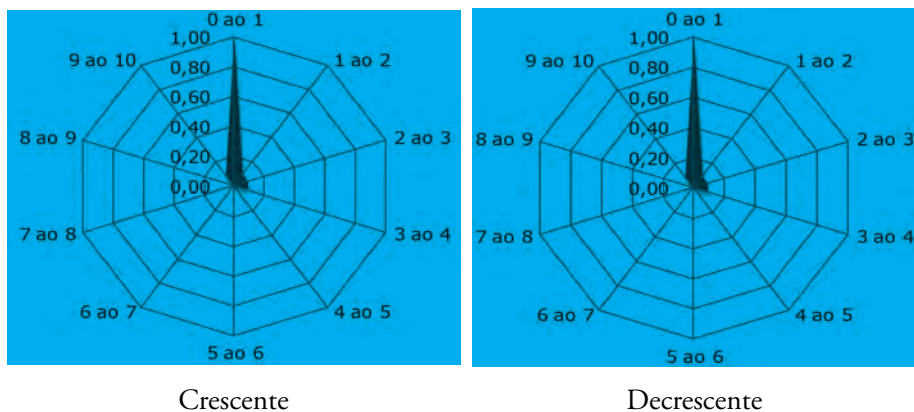 0 ao 1
1,00
9 ao 10
1 ao 2
0,80
0,60
8 ao 9
0,40
2 ao 3
0,20
0,00
7 ao 8
3 ao 4
6 ao 7
4 ao 5
5 ao 6
Crescente
0 ao 1
1,00
9 ao 10
1 ao 2
0,80
0,60
8 ao 9
0,40
2 ao 3
0,20
0,00
7 ao 8
3 ao 4
6 ao 7
4 ao 5
5 ao 6
Decrescente